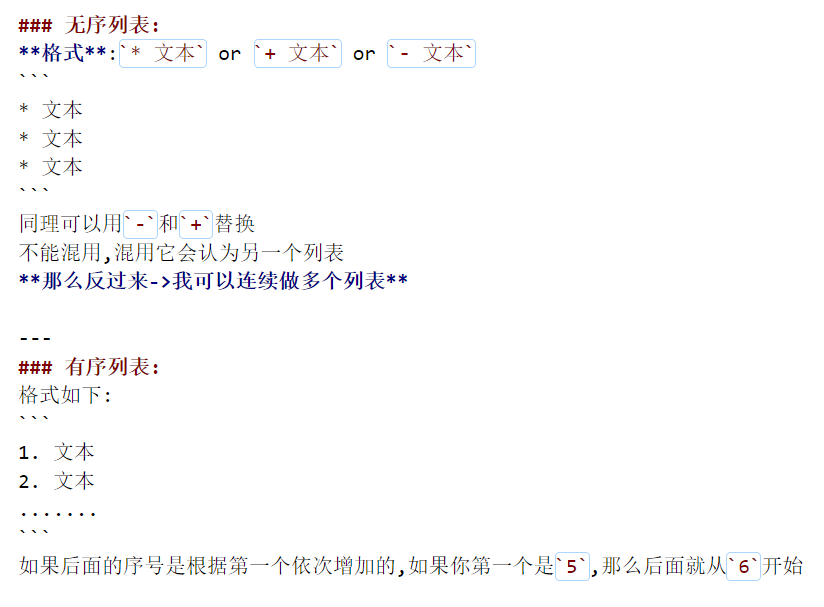 ### 无序列表:
**格式**:`* 文本` or `+ 文本` or `- 文本`
```
* 文本
* 文本
* 文本
```
同理可以用`-`和`+`替换
不能混用,混用它会认为另一个列表
**那么反过来->我可以连续做多个列表**
---
### 有序列表:
格式如下:
```
1. 文本
2. 文本
.......
```
如果后面的序号是根据第一个依次增加的,如果你第一个是`5`,那么后面就从`6`开始